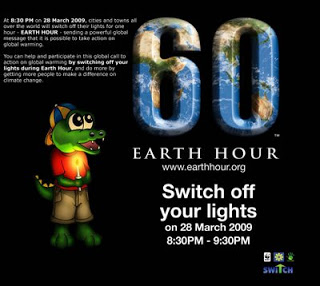 At 8:30 PM on 28 March 2009, cities and towns all
over the world will switch off their lights for one
hour - EARTH HOUR - sending a powerful global
message that it is possible to take action on
global warming.
You can help and participate in this global call to
action on global warming by switching off your
lights during Earth Hour, and do more by
getting more people to make a difference on
climate change.
60
TM
EARTH HOUR
www.earthhour.org
Switch off
your lights
on 28 March 2009
8:30PM - 9:30PM
SWiTCH